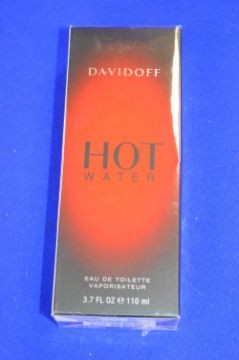 DAVIDOFF
HOT
WATER
EAU DE TOILETTE
VAPORISATEUR
3.7 FL OZ ℮ 110 ml